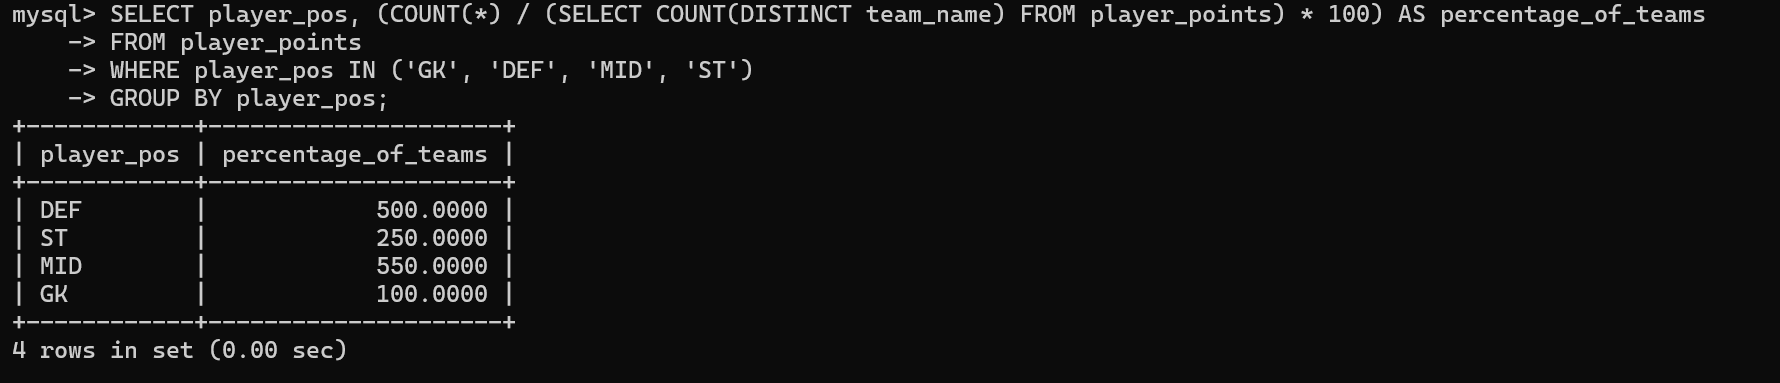 mysql> SELECT player_pos, (COUNT(*) / (SELECT COUNT(DISTINCT team_name) FROM player_points) * 100) AS percentage_of_teams
    -> FROM player_points
    -> WHERE player_pos IN ('GK', 'DEF', 'MID', 'ST')
    -> GROUP BY player_pos;
+------------+---------------------+
| player_pos | percentage_of_teams |
+------------+---------------------+
| DEF        |            500.0000 |
| ST         |            250.0000 |
| MID        |            550.0000 |
| GK         |            100.0000 |
+------------+---------------------+
4 rows in set (0.00 sec)